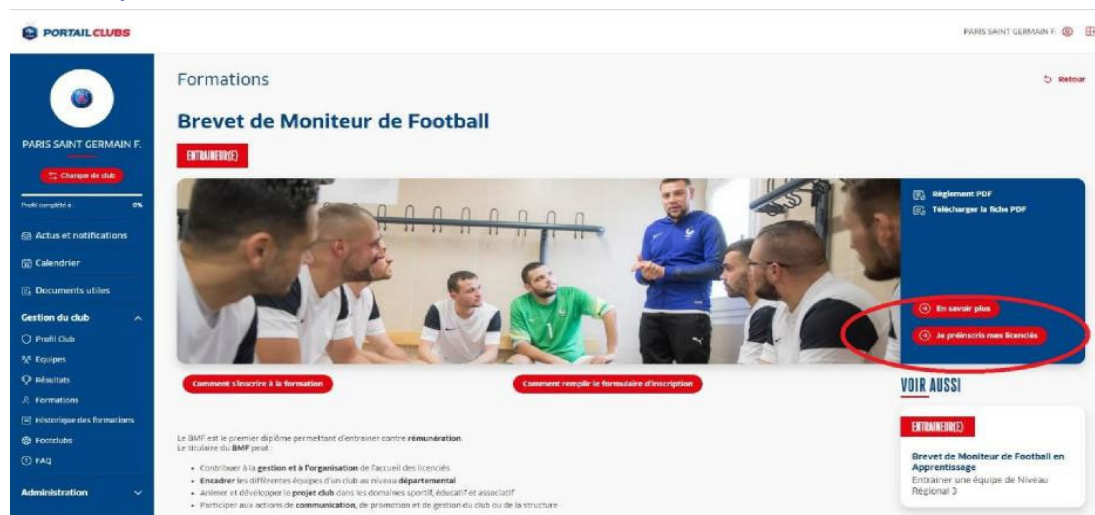 PORTAIL CLUBS
PARIS SAINT GERMAIN F.
PARIS SAINT GERMAIN F.
Changer de club
Profil complété à : 0%
Actus et notifications
Calendrier
Documents utiles
Gestion du club
Profil Club
Equipes
Résultats
Formations
Historique des formations
Footclubs
FAQ
Administration
Formations
Retour
Brevet de Moniteur de Football
ENTRAINEUR(E)
Règlement PDF
Télécharger la fiche PDF
En savoir plus
Je préinscris mes licenciés
Comment s'inscrire à la formation
Comment remplir le formulaire d'inscription
Le BMF est le premier diplôme permettant d'entrainer contre rémunération.
Le titulaire du BMF peut :
• Contribuer à la gestion et à l'organisation de l'accueil des licenciés
• Encadrer les différentes équipes d'un club au niveau départemental
• Animer et développer le projet club dans les domaines sportif, éducatif et associatif
• Participer aux actions de communication, de promotion et de gestion du club ou de la structure
VOIR AUSSI
ENTRAINEUR(E)
Brevet de Moniteur de Football en
Apprentissage
Entrainer une équipe de Niveau
Régional 3